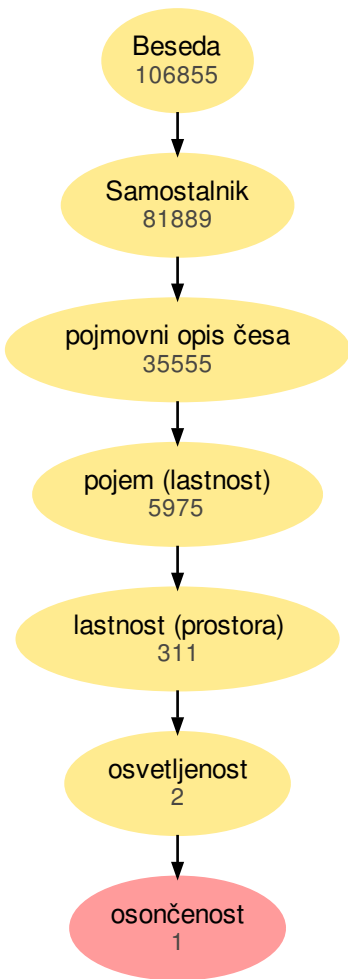 Beseda
106855
Samostalnik
81889
pojmovni opis česa
35555
pojem (lastnost)
5975
lastnost (prostora)
311
osvetljenost
2
osončenost
1